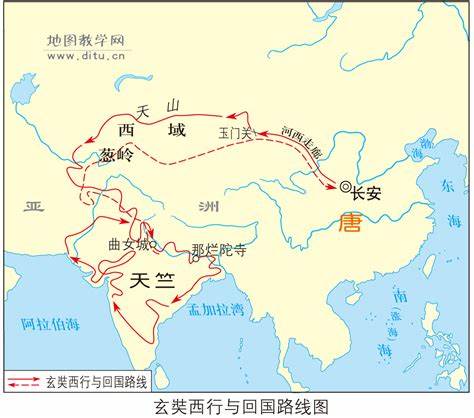 地图教学网
www.ditu.cn
天山
西域
玉门关
河西走廊
葱岭
渤海
长安
东海
亚洲
唐
曲女城
那烂陀寺
天竺
孟加拉湾
阿拉伯海
南海
玄奘西行与回国路线
玄奘西行与回国路线图